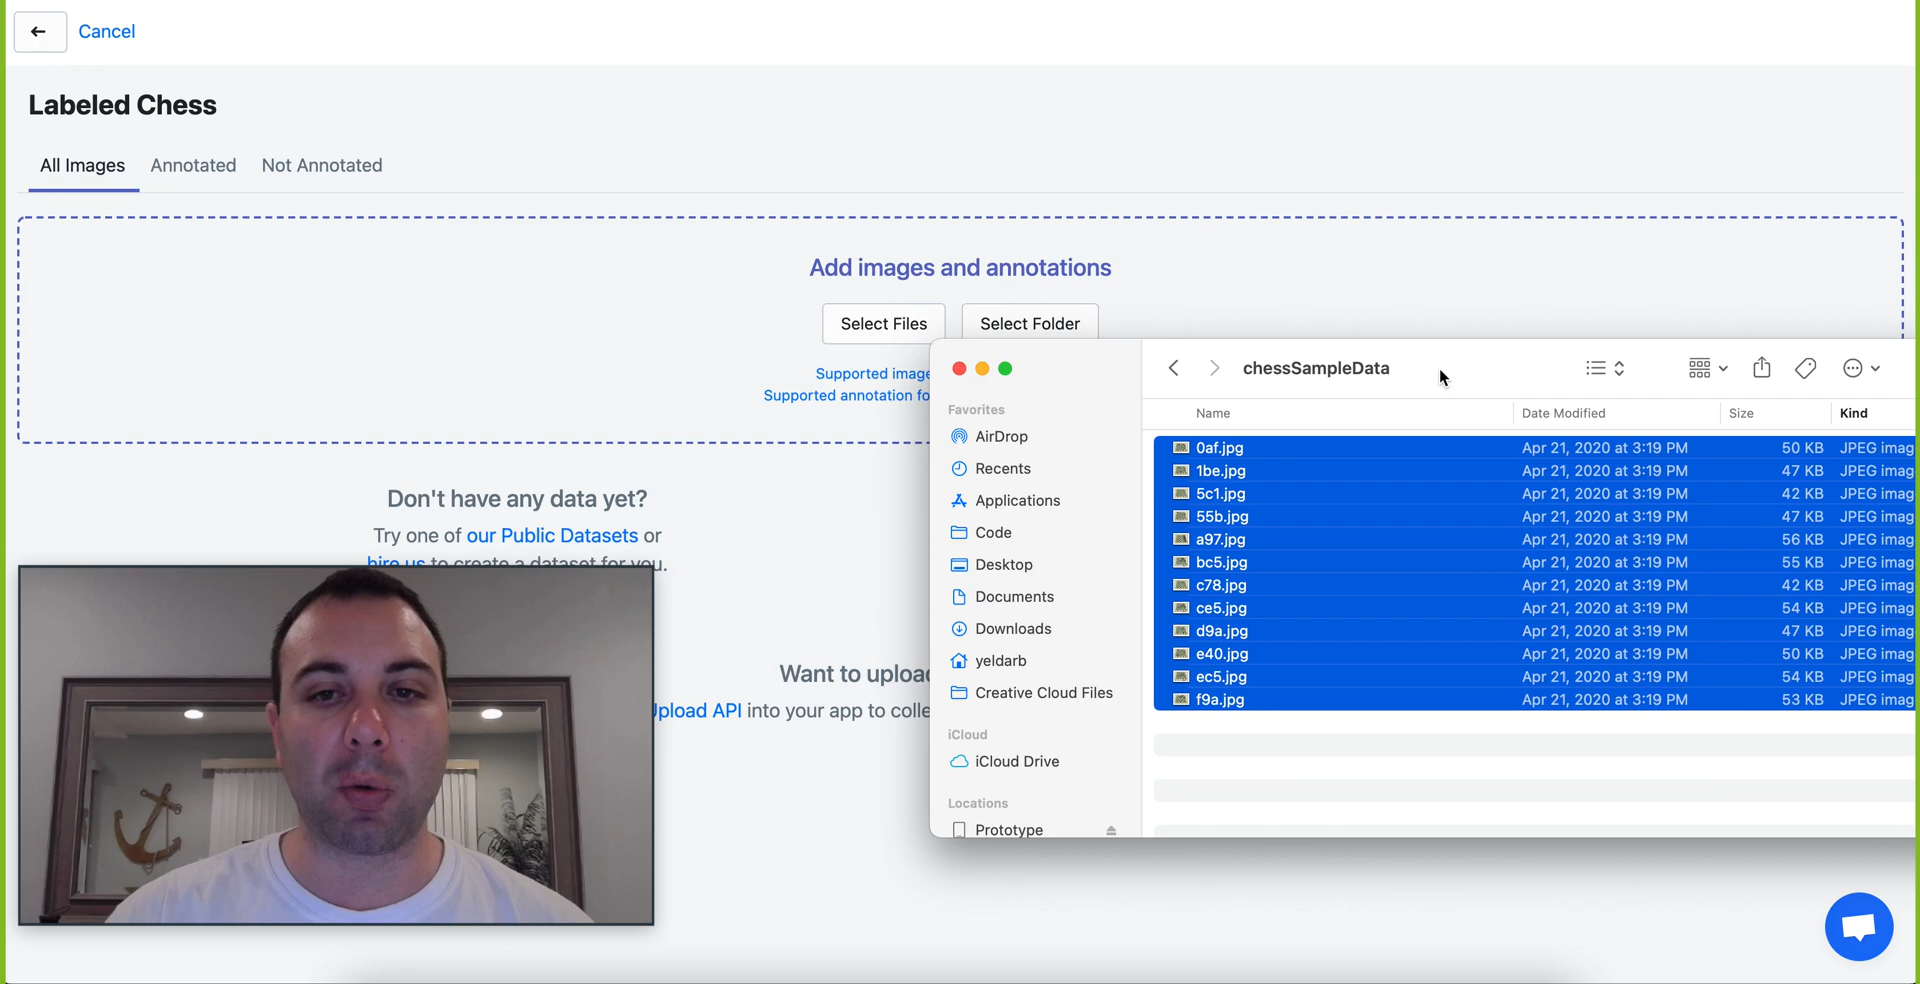 Cancel
Labeled Chess
All Images Annotated Not Annotated
Add images and annotations
Select Files Select Folder
Supported image
Supported annotation fo
Don't have any data yet?
Try one of our Public Datasets or
hire us to create a dataset for you.
Want to upload
Upload API into your app to colle
chessSampleData
Favorites
AirDrop
Recents
Applications
Code
Desktop
Documents
Downloads
yeldarb
Creative Cloud Files
iCloud
iCloud Drive
Locations
Prototype
Name Date Modified Size Kind
0af.jpg Apr 21, 2020 at 3:19 PM 50 KB JPEG imag
1be.jpg Apr 21, 2020 at 3:19 PM 47 KB JPEG imag
5c1.jpg Apr 21, 2020 at 3:19 PM 42 KB JPEG imag
55b.jpg Apr 21, 2020 at 3:19 PM 47 KB JPEG imag
a97.jpg Apr 21, 2020 at 3:19 PM 56 KB JPEG imag
bc5.jpg Apr 21, 2020 at 3:19 PM 55 KB JPEG imag
c78.jpg Apr 21, 2020 at 3:19 PM 42 KB JPEG imag
ce5.jpg Apr 21, 2020 at 3:19 PM 54 KB JPEG imag
d9a.jpg Apr 21, 2020 at 3:19 PM 47 KB JPEG imag
e40.jpg Apr 21, 2020 at 3:19 PM 50 KB JPEG imag
ec5.jpg Apr 21, 2020 at 3:19 PM 54 KB JPEG imag
f9a.jpg Apr 21, 2020 at 3:19 PM 53 KB JPEG imag